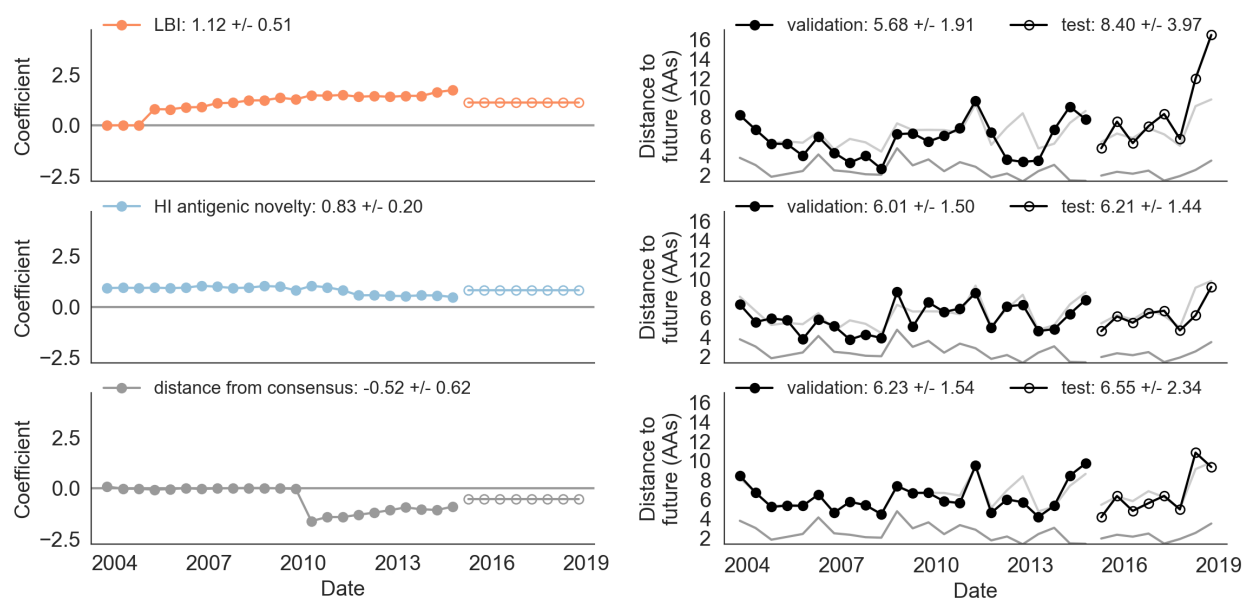 LBI: 1.12 +/- 0.51
Coefficient
2.5
0.0
−2.5
validation: 5.68 +/- 1.91
test: 8.40 +/- 3.97
Distance to
future (AAs)
16
14
12
10
8
6
4
2
HI antigenic novelty: 0.83 +/- 0.20
Coefficient
2.5
0.0
−2.5
validation: 6.01 +/- 1.50
test: 6.21 +/- 1.44
Distance to
future (AAs)
16
14
12
10
8
6
4
2
distance from consensus: -0.52 +/- 0.62
Coefficient
2.5
0.0
−2.5
2004 2007 2010 2013 2016 2019
Date
validation: 6.23 +/- 1.54
test: 6.55 +/- 2.34
Distance to
future (AAs)
16
14
12
10
8
6
4
2
2004 2007 2010 2013 2016 2019
Date